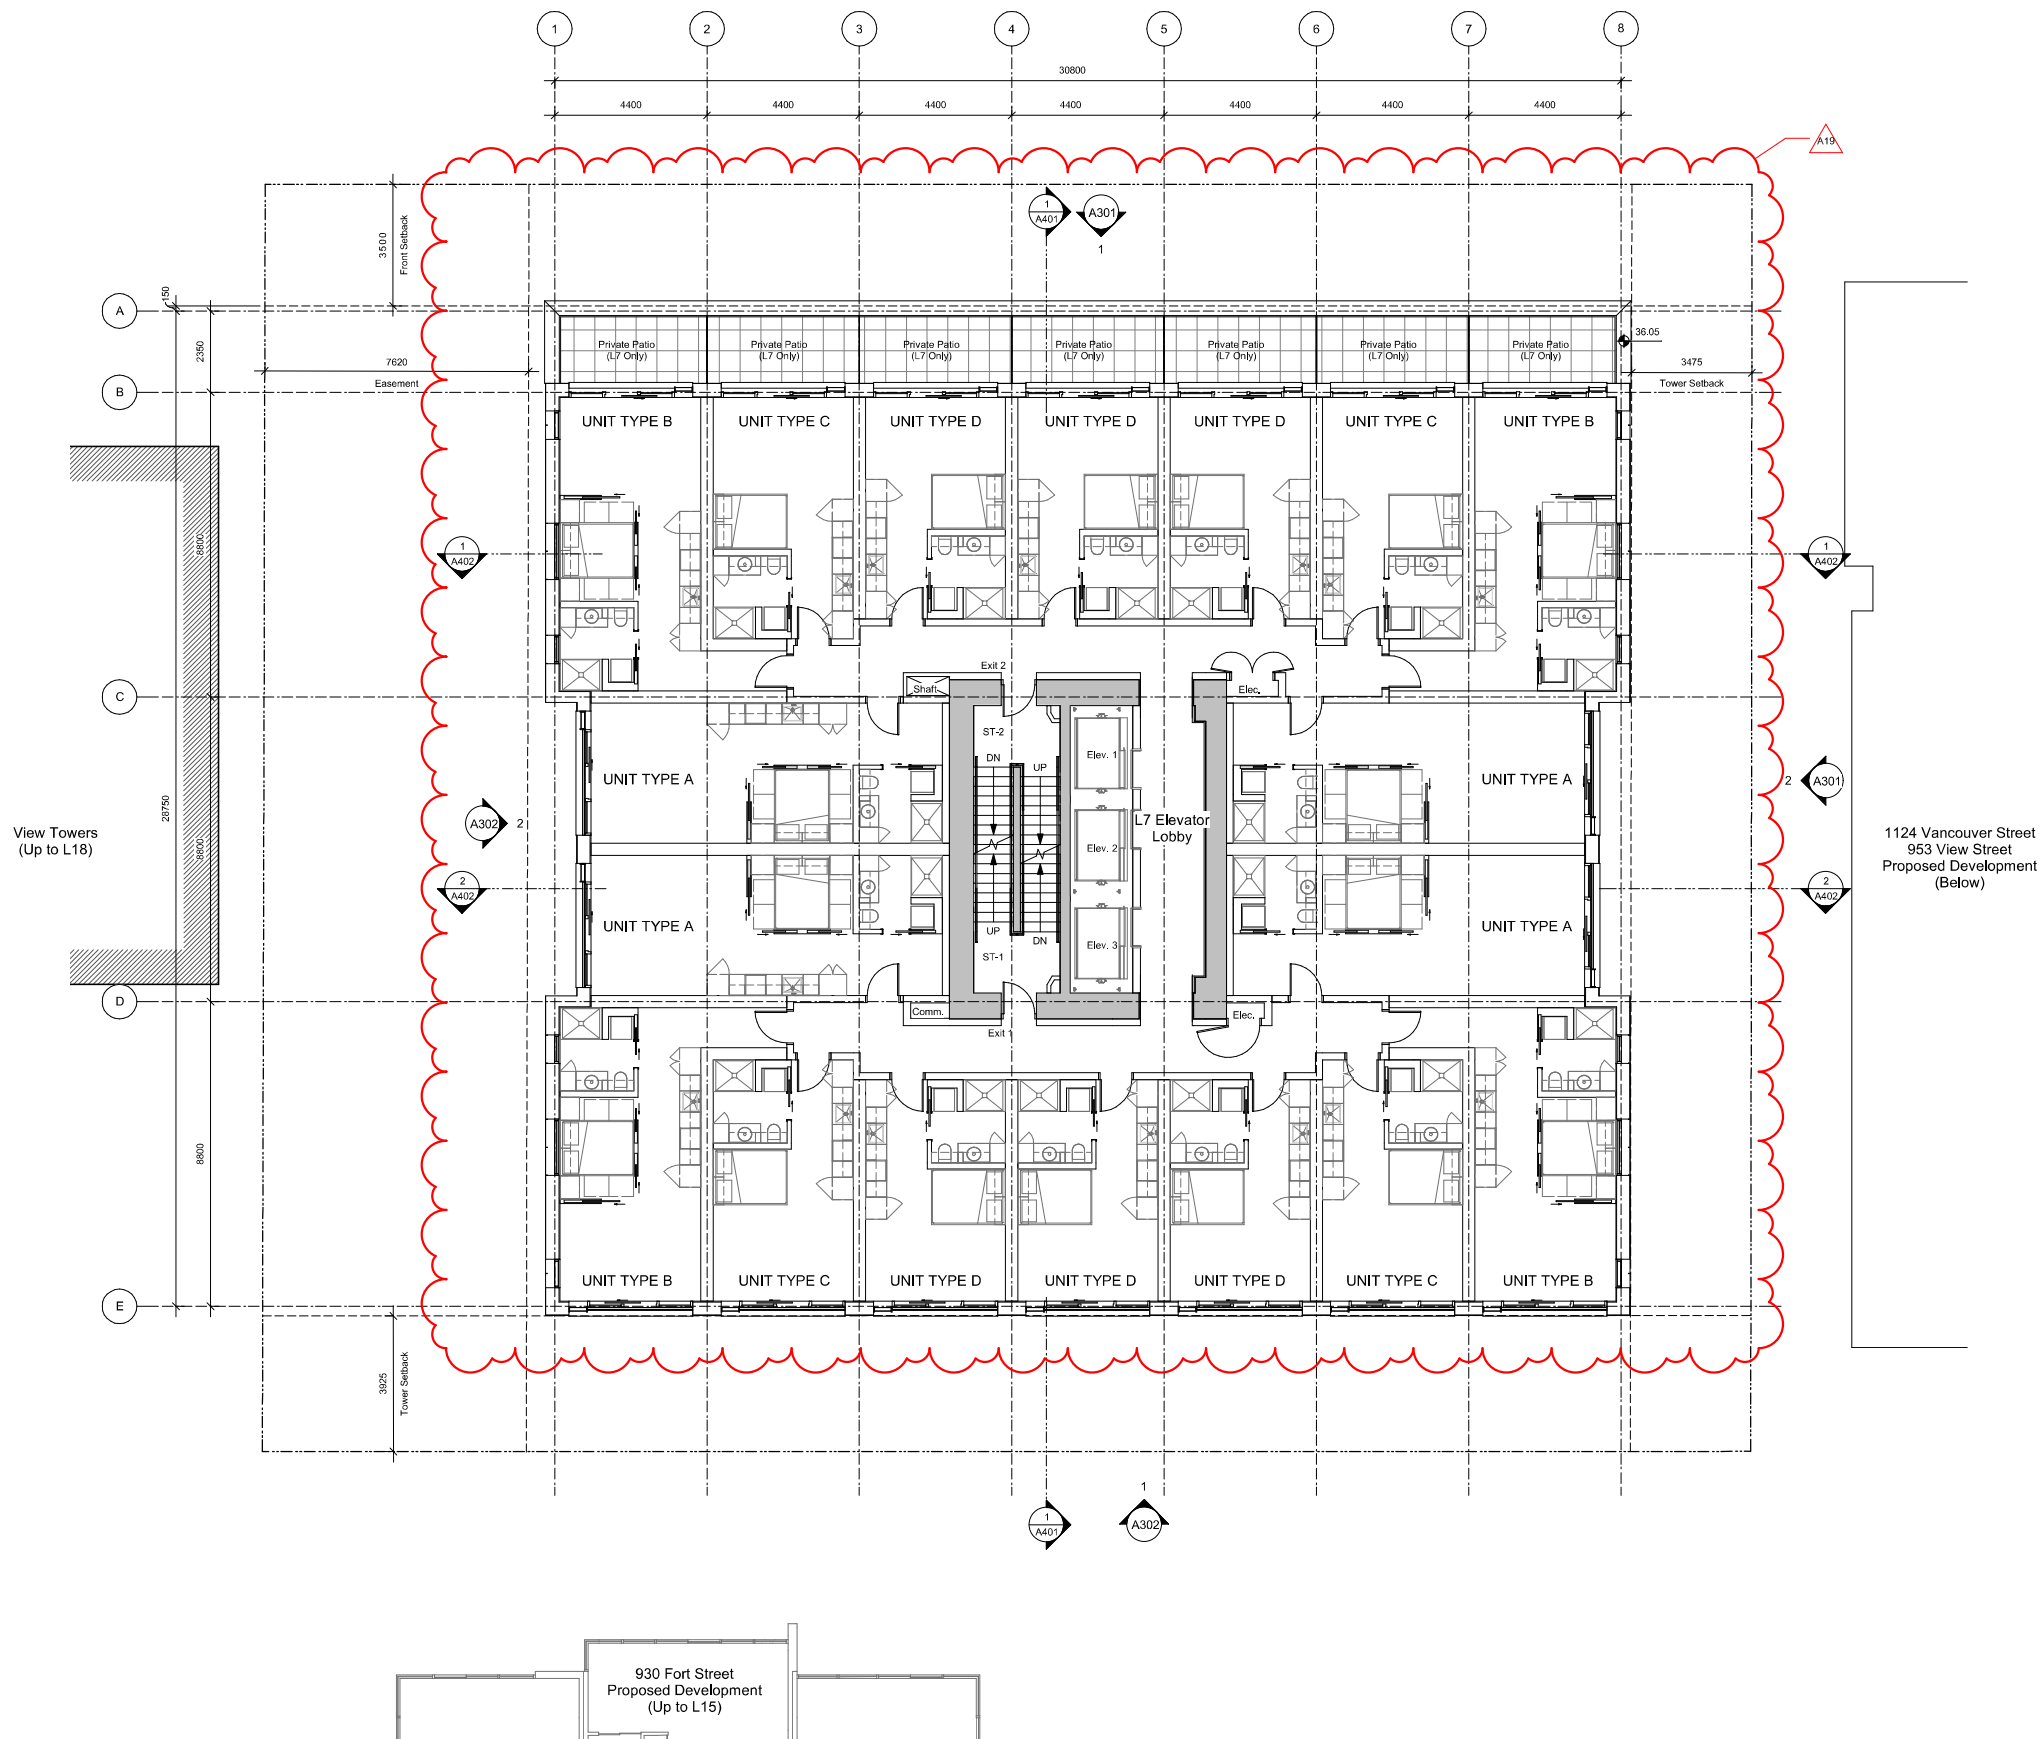 1 2 3 4 5 6 7 8
30800
4400 4400 4400 4400 4400 4400 4400
A19
3500
Front Setback
1
A401
A301
1
150
A
2350
36.05
Private Patio Private Patio Private Patio Private Patio Private Patio Private Patio Private Patio
(L7 Only) (L7 Only) (L7 Only) (L7 Only) (L7 Only) (L7 Only) (L7 Only)
7620
3475
Easement
Tower Setback
B
UNIT TYPE B UNIT TYPE C UNIT TYPE D UNIT TYPE D UNIT TYPE D UNIT TYPE C UNIT TYPE B
8800
1
A402
1
A402
Exit 2
Shaft
Elec.
C
ST-2
DN
UP
Elev. 1
UNIT TYPE A
UNIT TYPE A
2
A301
28750
View Towers
(Up to L18)
A302
2
L7 Elevator
Lobby
1124 Vancouver Street
953 View Street
Proposed Development
(Below)
8800
Elev. 2
2
A402
2
A402
UNIT TYPE A
UNIT TYPE A
UP
DN
Elev. 3
ST-1
D
Comm.
Elec.
Exit 1
8800
UNIT TYPE B UNIT TYPE C UNIT TYPE D UNIT TYPE D UNIT TYPE D UNIT TYPE C UNIT TYPE B
E
3925
Tower Setback
1
A401
1
A302
930 Fort Street
Proposed Development
(Up to L15)